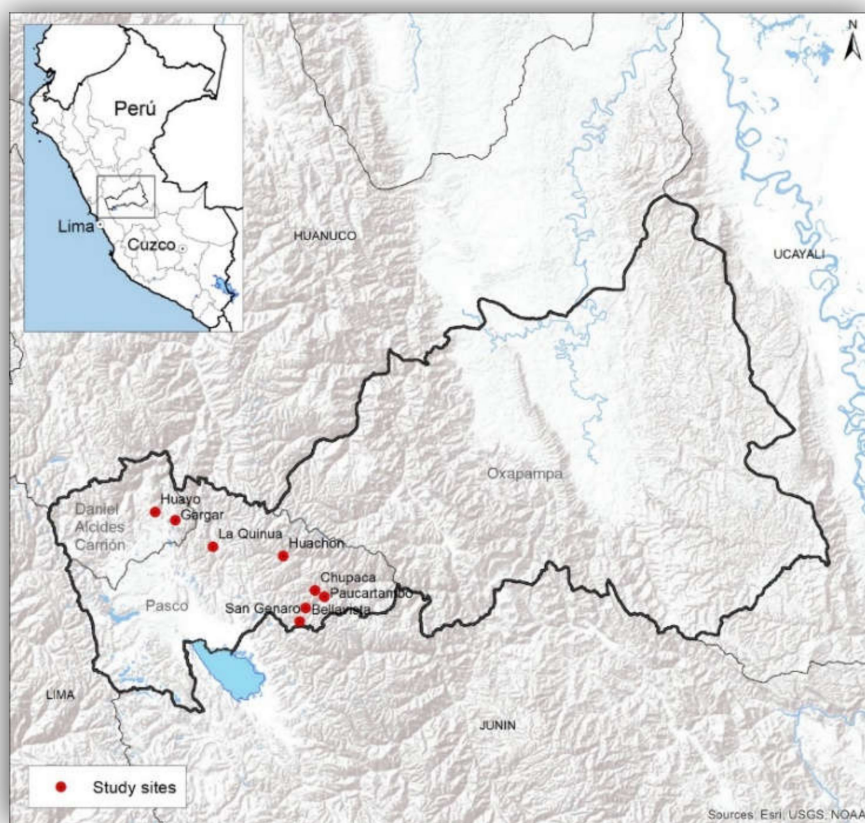 N
Perú
Lima
Cuzco
HUANUCO
UCAYALI
Oxapampa
Huayo
Gargar
Daniel
Alcides
Carrión
La Quinua
Huachón
Chupaca
Paucartambo
Pasco
San Genaro
Bellavista
LIMA
JUNIN
Study sites
Sources: Esri, USGS, NOAA